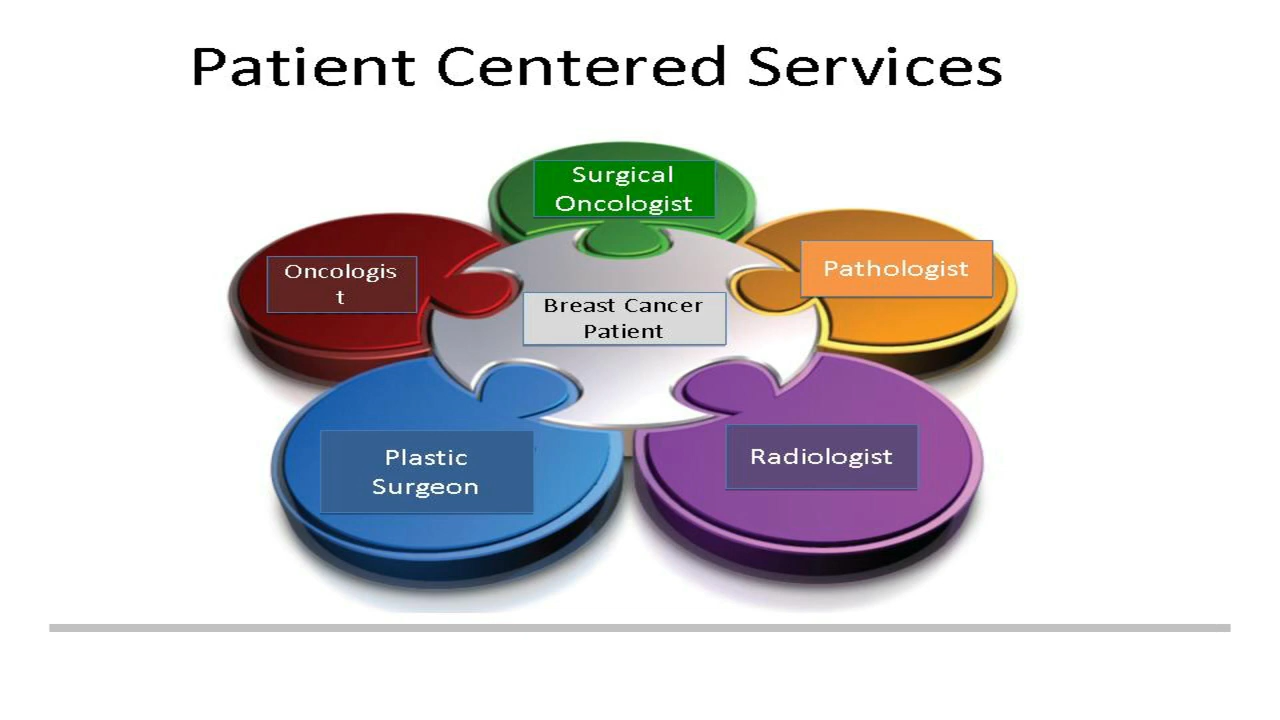 Patient Centered Services
Surgical
Oncologist
Oncologis
t
Pathologist
Breast Cancer
Patient
Plastic
Surgeon
Radiologist